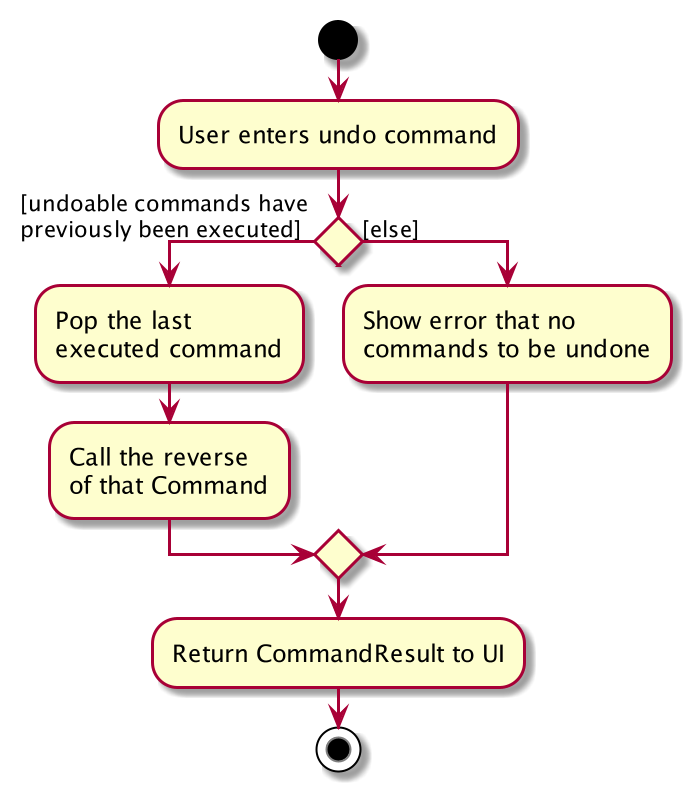 User enters undo command
[undoable commands have
previously been executed]
[else]
Pop the last
executed command
Show error that no
commands to be undone
Call the reverse
of that Command
Return CommandResult to UI